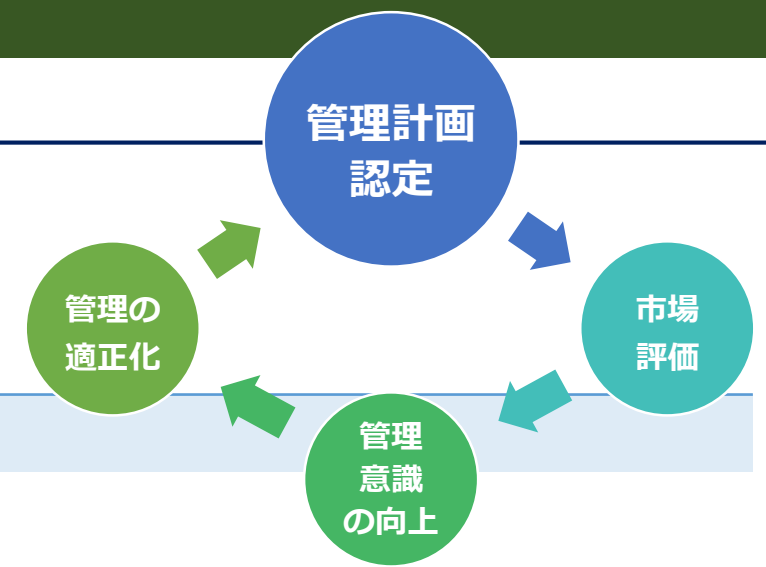 管理計画
認定
市場
評価
管理
意識
の向上
管理の
適正化